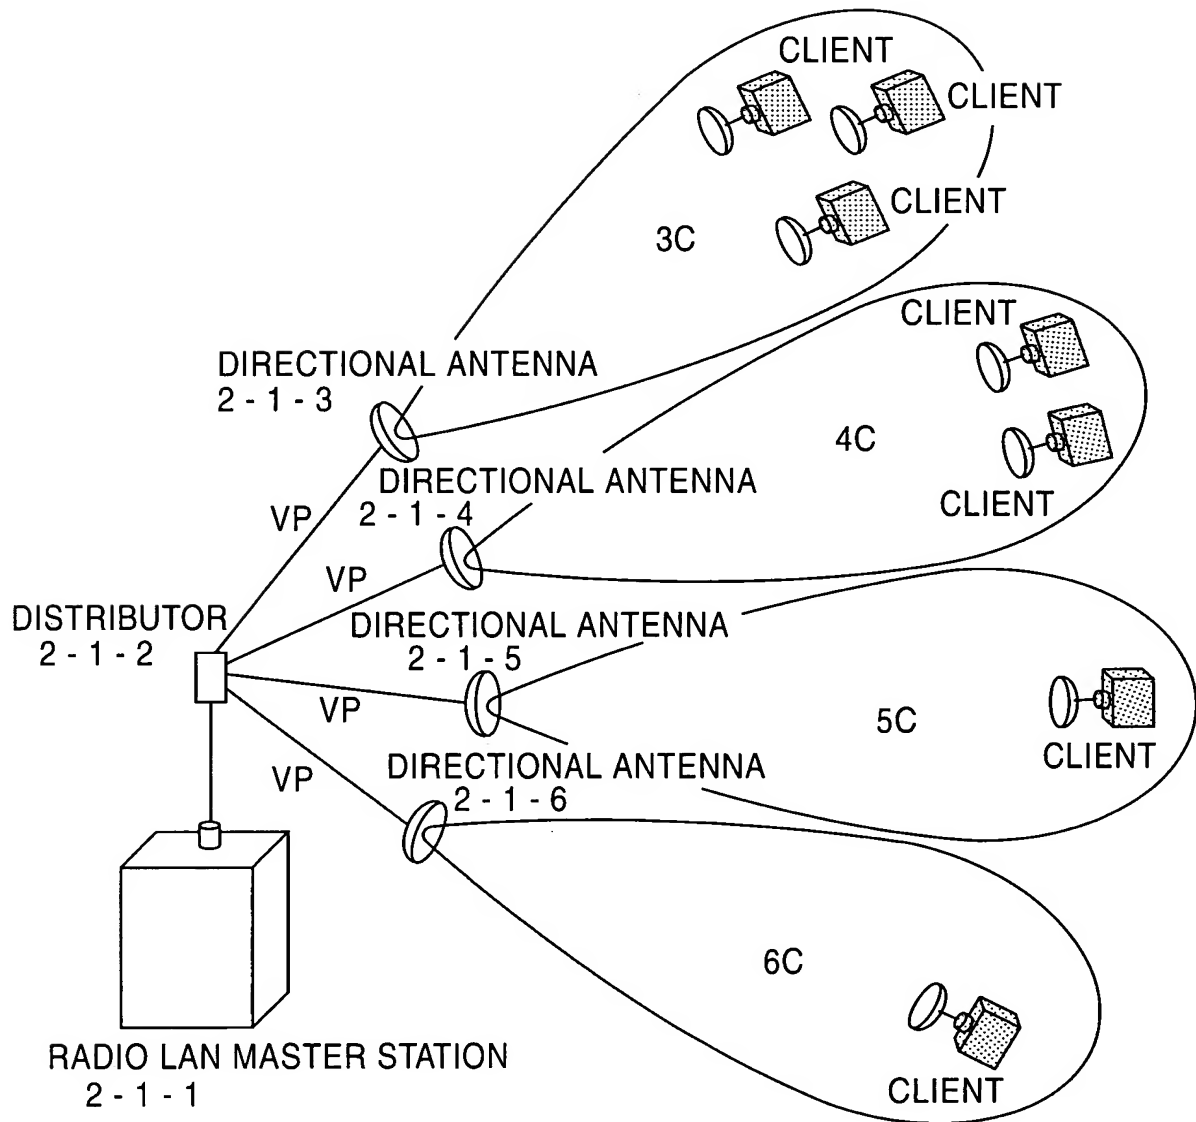 CLIENT
CLIENT
CLIENT
3C
CLIENT
DIRECTIONAL ANTENNA
2 - 1 - 3
4C
DIRECTIONAL ANTENNA
2 - 1 - 4
CLIENT
VP
VP
DISTRIBUTOR
2 - 1 - 2
DIRECTIONAL ANTENNA
2 - 1 - 5
VP
5C
CLIENT
VP
DIRECTIONAL ANTENNA
2 - 1 - 6
6C
RADIO LAN MASTER STATION
2 - 1 - 1
CLIENT